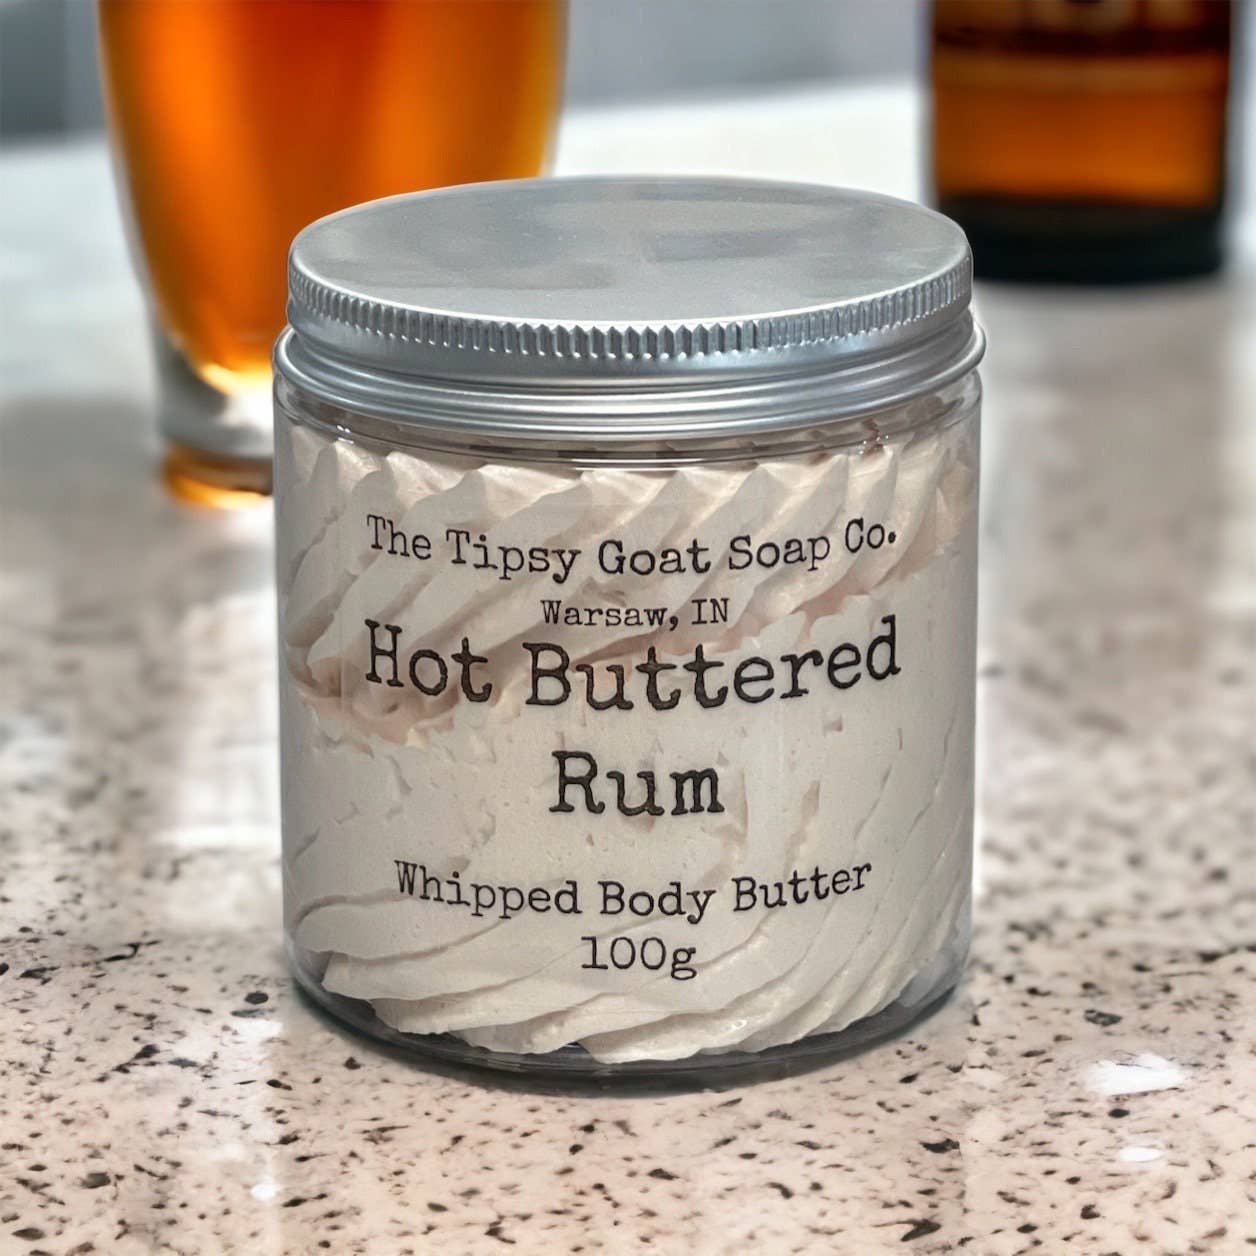 The Tipsy Goat Soap Co.
Warsaw, IN
Hot Buttered
Rum
Whipped Body Butter
100g